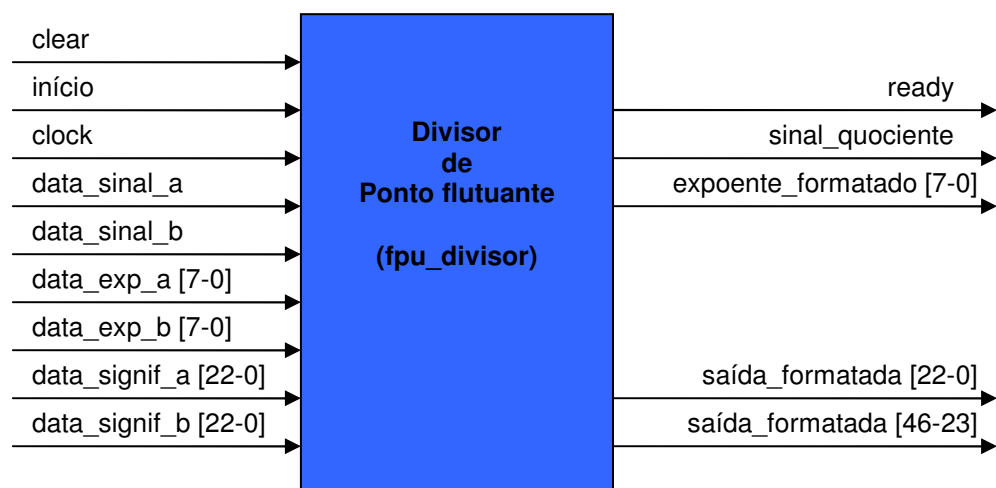 clear
início
clock
data_sinal_a
data_sinal_b
data_exp_a [7-0]
data_exp_b [7-0]
data_signif_a [22-0]
data_signif_b [22-0]
Divisor
de
Ponto flutuante
(fpu_divisor)
ready
sinal_quociente
expoente_formatado [7-0]
saída_formatada [22-0]
saída_formatada [46-23]